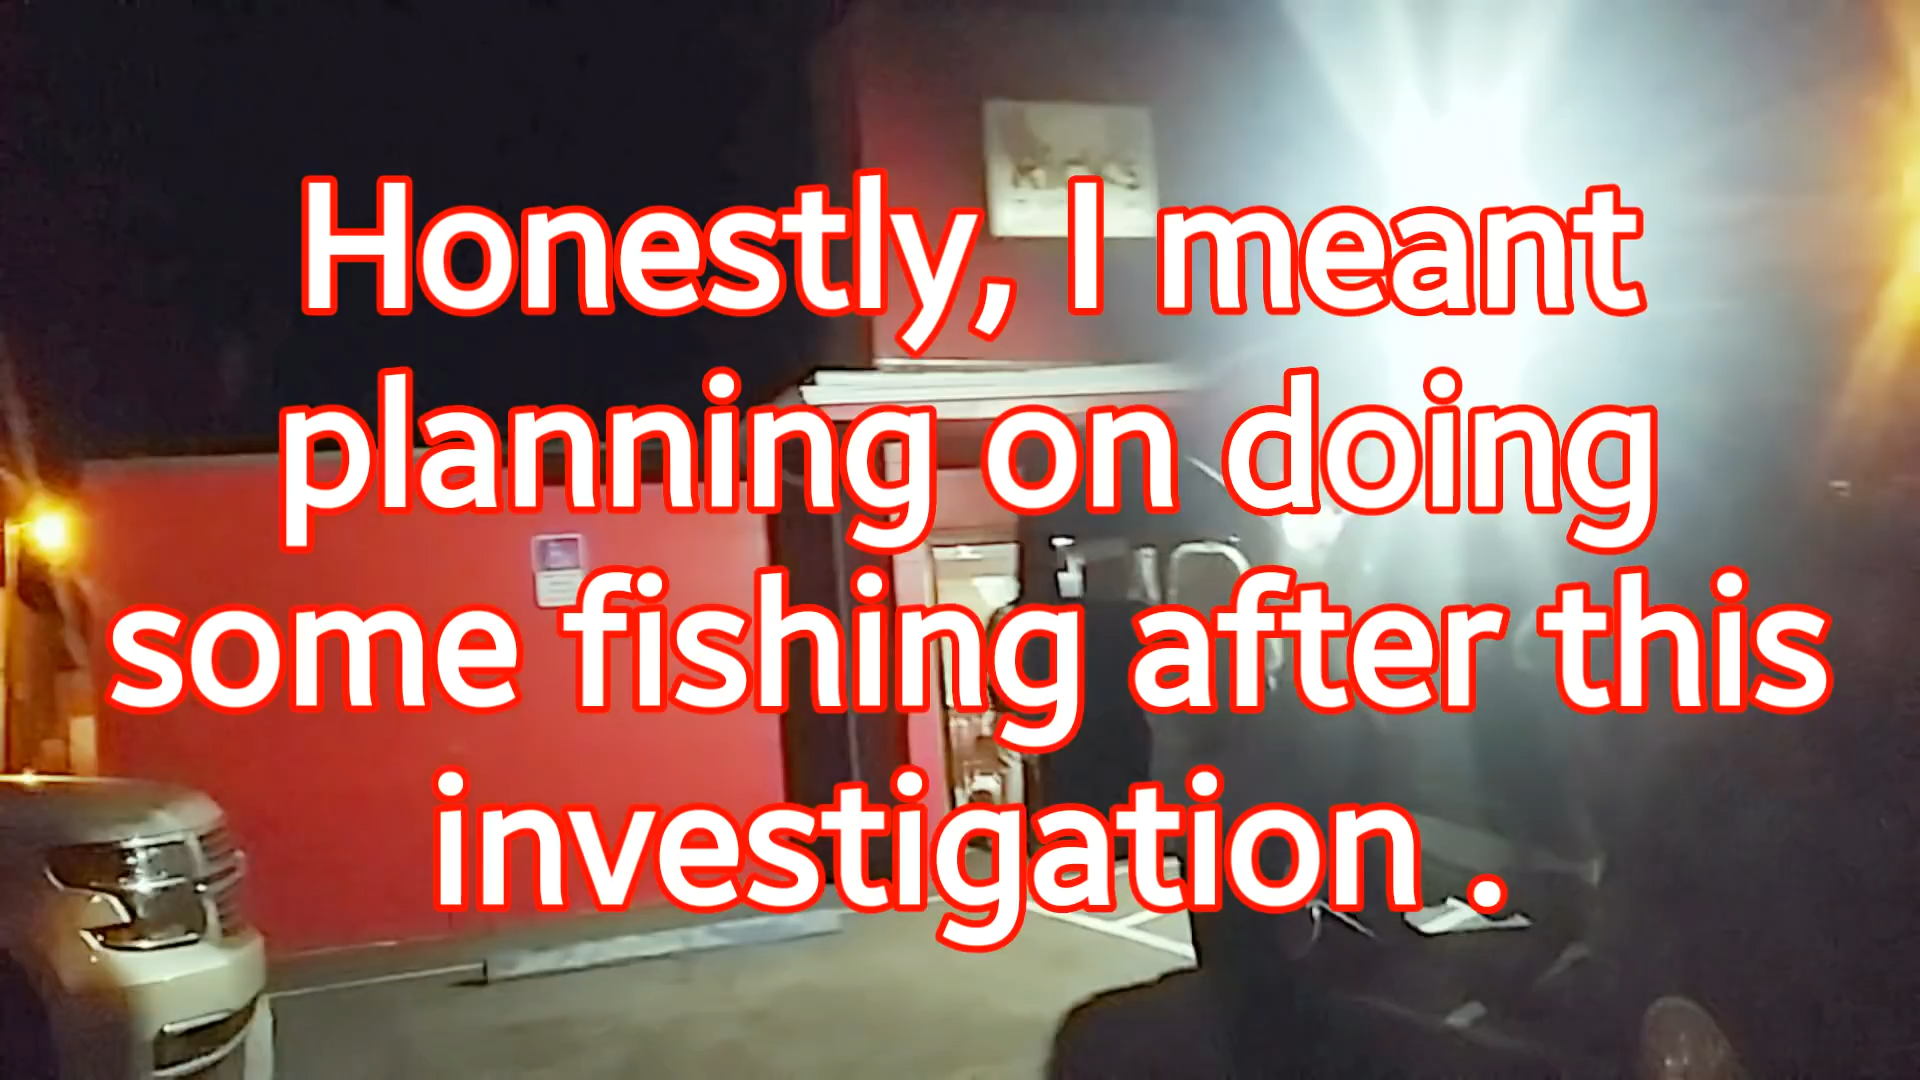 Honestly, I meant
planning on doing
some fishing after this
investigation .